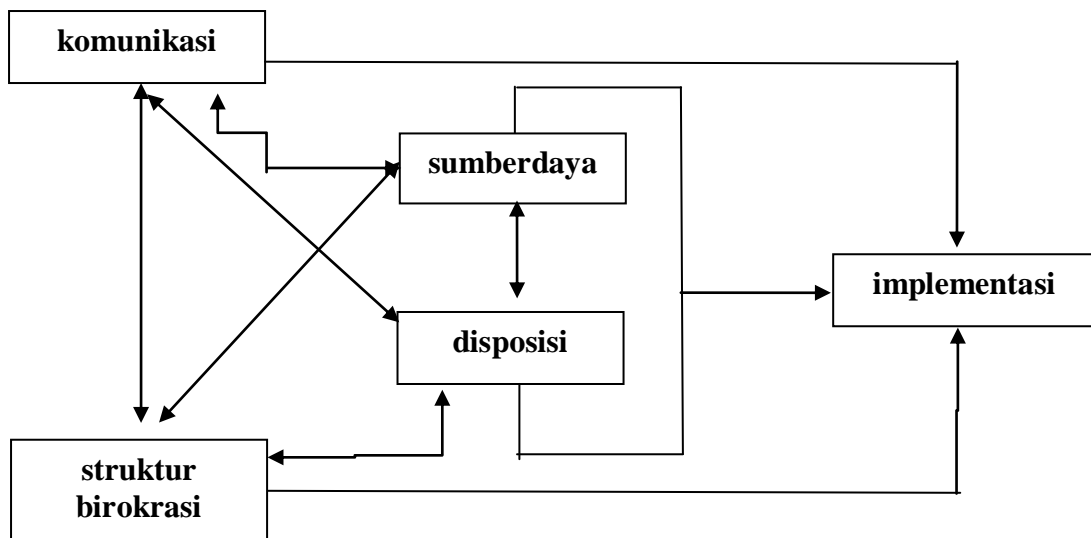 komunikasi
sumberdaya
implementasi
disposisi
struktur
birokrasi